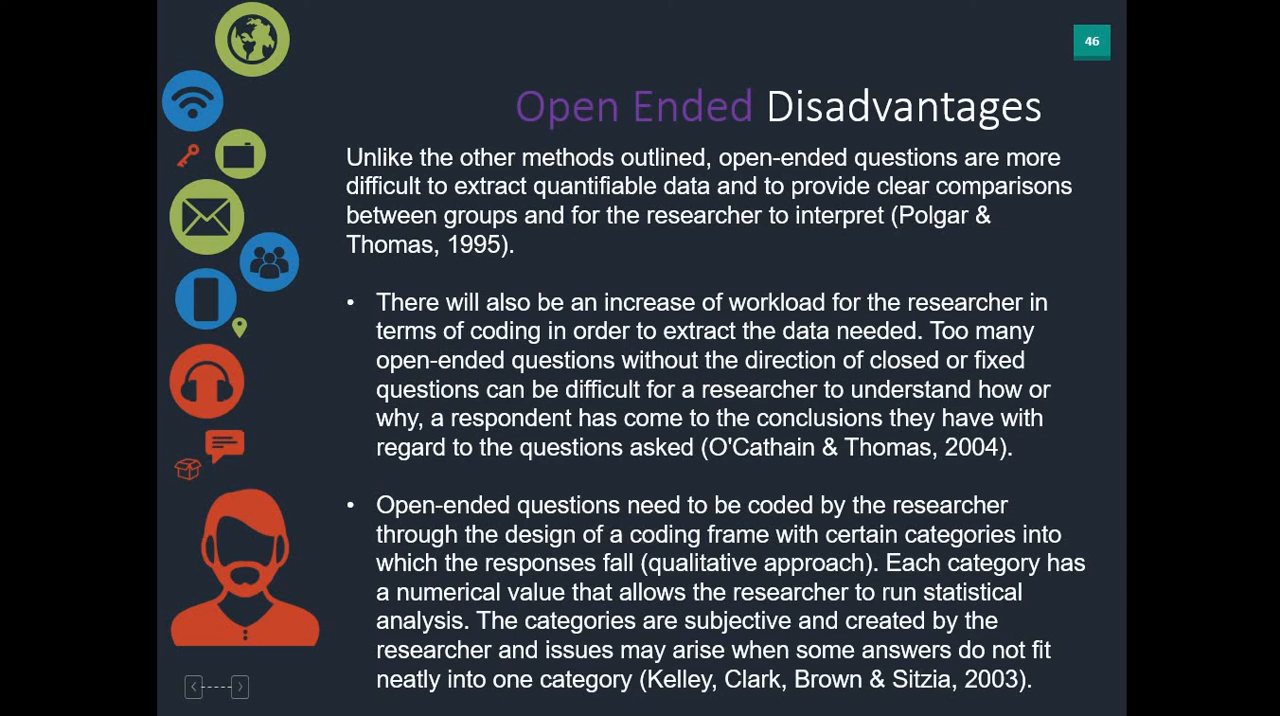 46
Open Ended Disadvantages
Unlike the other methods outlined, open-ended questions are more
difficult to extract quantifiable data and to provide clear comparisons
between groups and for the researcher to interpret (Polgar &
Thomas, 1995).
• There will also be an increase of workload for the researcher in
terms of coding in order to extract the data needed. Too many
open-ended questions without the direction of closed or fixed
questions can be difficult for a researcher to understand how or
why, a respondent has come to the conclusions they have with
regard to the questions asked (O'Cathain & Thomas, 2004).
• Open-ended questions need to be coded by the researcher
through the design of a coding frame with certain categories into
which the responses fall (qualitative approach). Each category has
a numerical value that allows the researcher to run statistical
analysis. The categories are subjective and created by the
researcher and issues may arise when some answers do not fit
neatly into one category (Kelley, Clark, Brown & Sitzia, 2003).